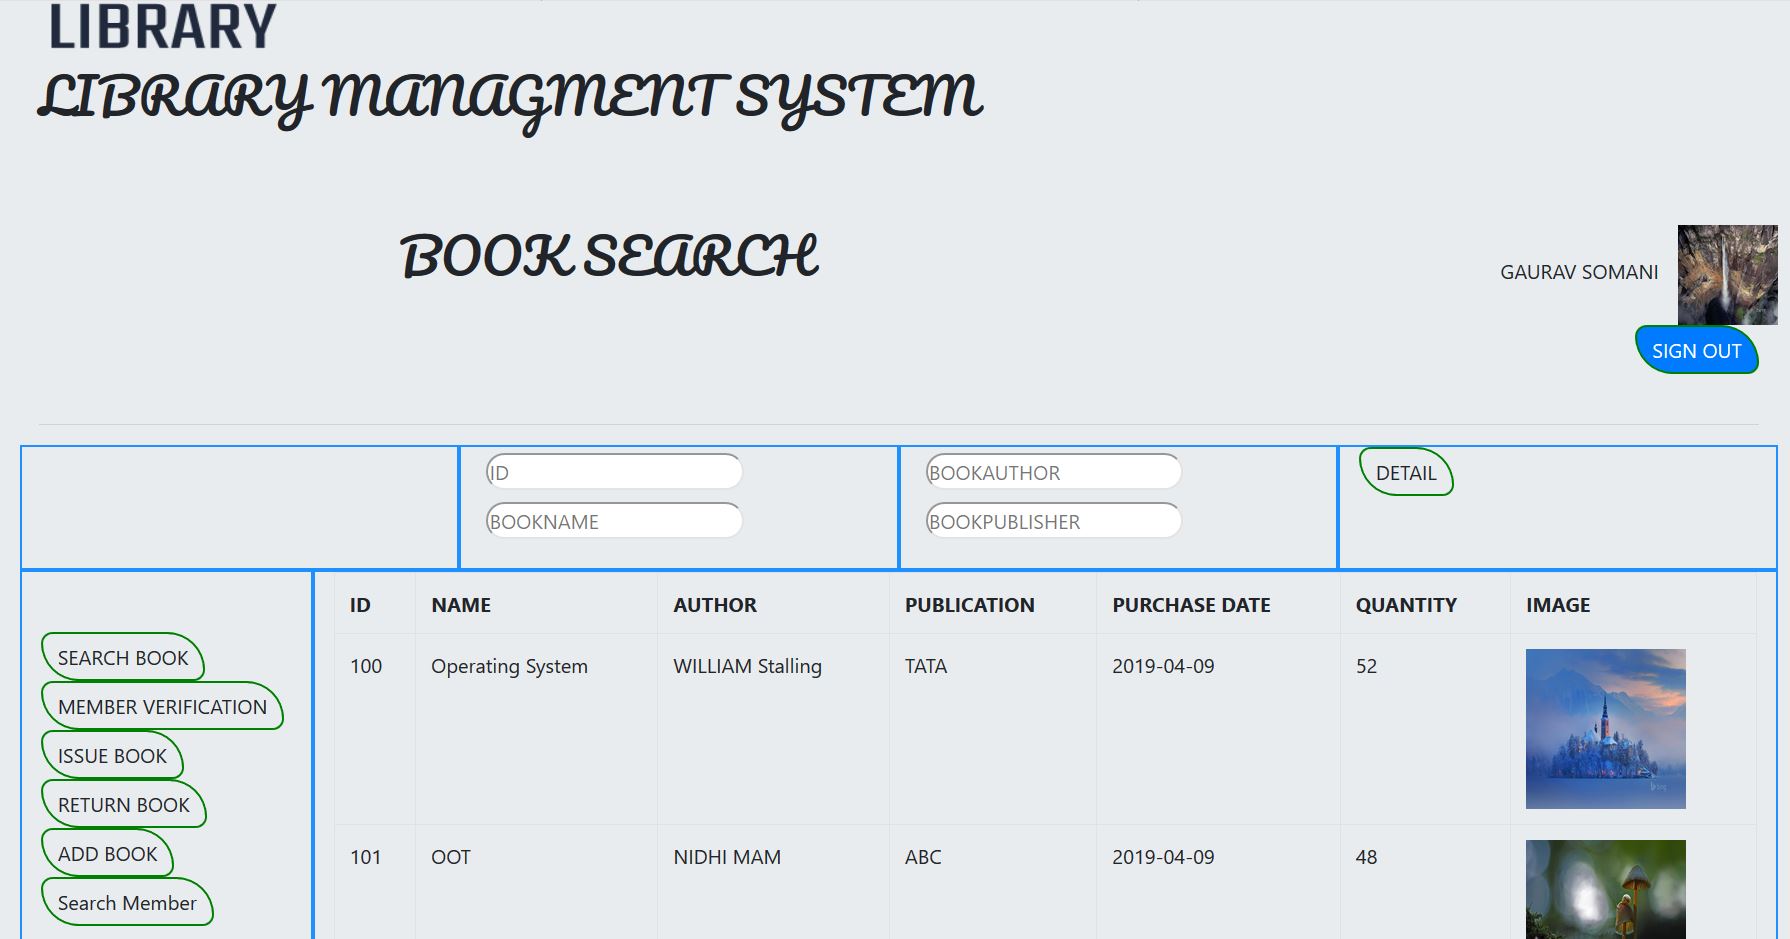 LIBRARY
LIBRARY MANAGMENT SYSTEM
BOOK SEARCH
GAURAV SOMANI
SIGN OUT
ID
BOOKAUTHOR
DETAIL
BOOKNAME
BOOKPUBLISHER
ID NAME AUTHOR PUBLICATION PURCHASE DATE QUANTITY IMAGE
SEARCH BOOK
MEMBER VERIFICATION
ISSUE BOOK
RETURN BOOK
ADD BOOK
Search Member
100 Operating System WILLIAM Stalling TATA 2019-04-09 52
bing
101 OOT NIDHI MAM ABC 2019-04-09 48